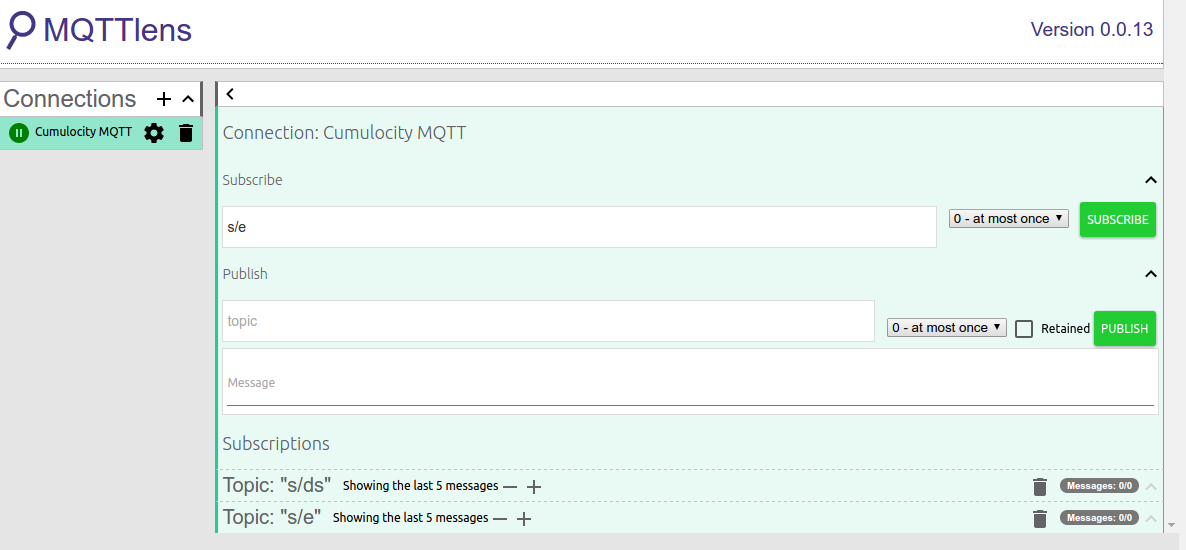 MQTTlens
Version 0.0.13
Connections
Cumulocity MQTT
Connection: Cumulocity MQTT
Subscribe
s/e
0 - at most once
SUBSCRIBE
Publish
topic
0 - at most once
Retained
PUBLISH
Message
Subscriptions
Topic: "s/ds" Showing the last 5 messages
Messages: 0/0
Topic: "s/e" Showing the last 5 messages
Messages: 0/0